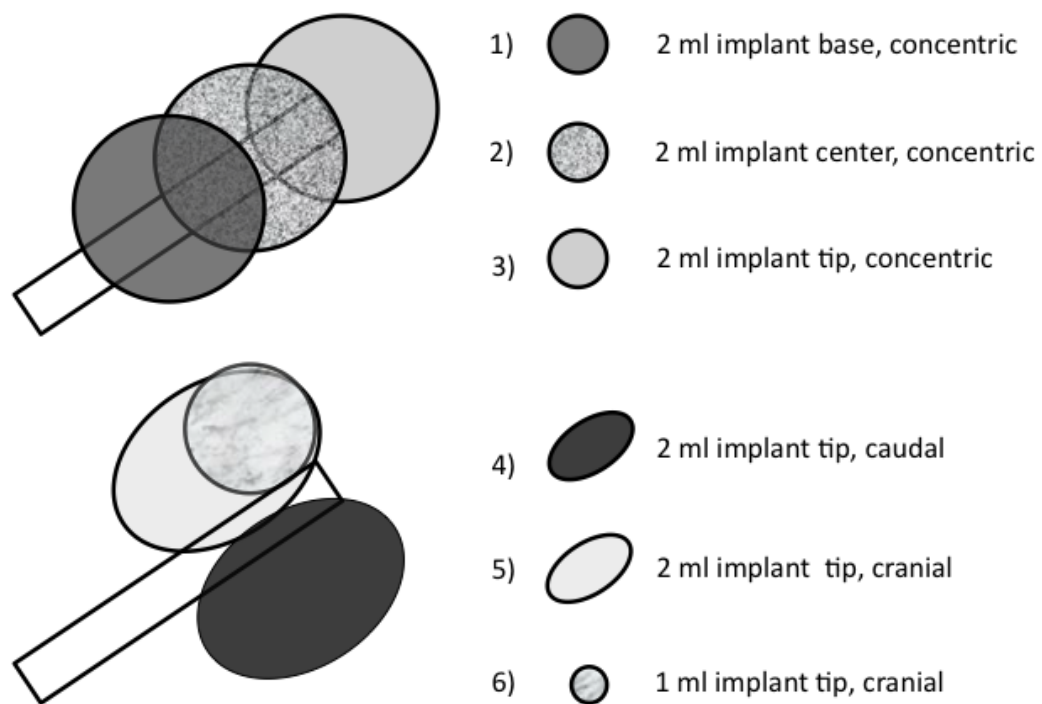 1) 2 ml implant base, concentric
2) 2 ml implant center, concentric
3) 2 ml implant tip, concentric
4) 2 ml implant tip, caudal
5) 2 ml implant tip, cranial
6) 1 ml implant tip, cranial